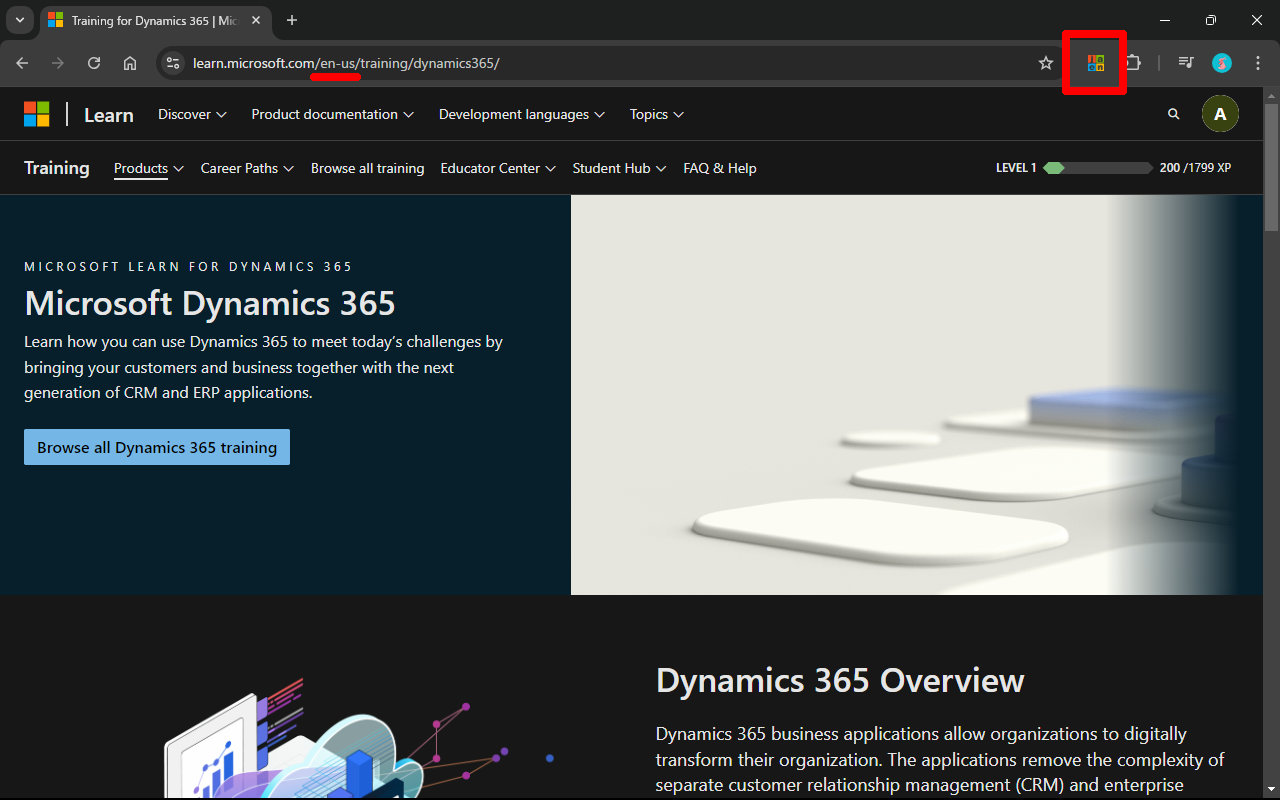 Training for Dynamics 365 | Mic
learn.microsoft.com/en-us/training/dynamics365/
Learn
Discover
Product documentation
Development languages
Topics
A
Training
Products
Career Paths
Browse all training
Educator Center
Student Hub
FAQ & Help
LEVEL 1
200 /1799 XP
MICROSOFT LEARN FOR DYNAMICS 365
Microsoft Dynamics 365
Learn how you can use Dynamics 365 to meet today's challenges by
bringing your customers and business together with the next
generation of CRM and ERP applications.
Browse all Dynamics 365 training
Dynamics 365 Overview
Dynamics 365 business applications allow organizations to digitally
transform their organization. The applications remove the complexity of
separate customer relationship management (CRM) and enterprise